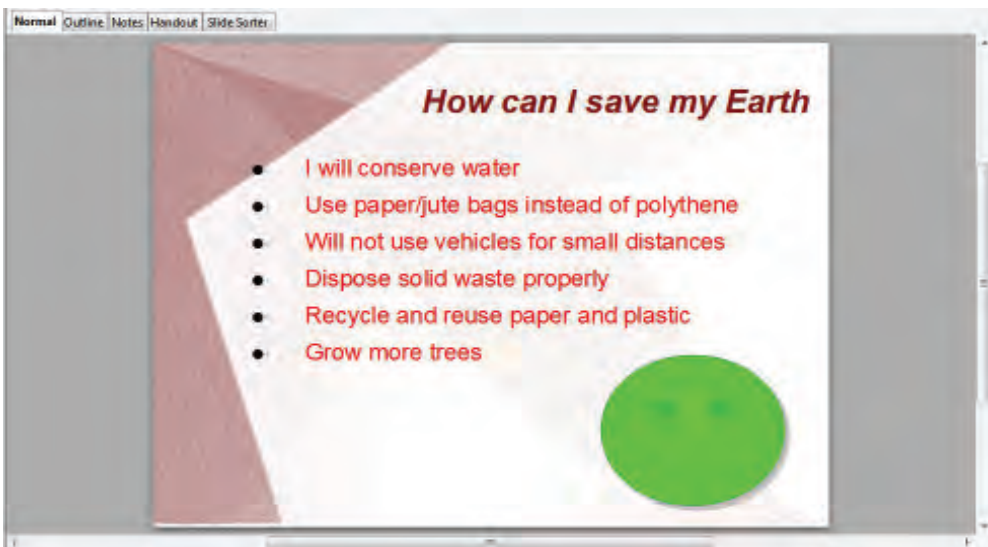 Normal Outline Notes Handout Slide Sorter
How can I save my Earth
I will conserve water
Use paper/jute bags instead of polythene
Will not use vehicles for small distances
Dispose solid waste properly
Recycle and reuse paper and plastic
Grow more trees